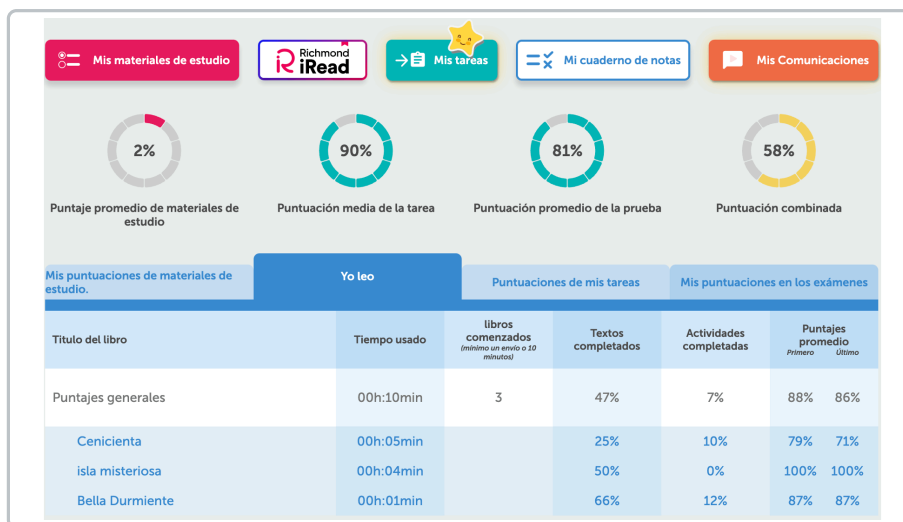 Mis materiales de estudio
Richmond
iRead
Mis tareas
Mi cuaderno de notas
Mis Comunicaciones
2%
90%
81%
58%
Puntaje promedio de materiales de
estudio
Puntuación media de la tarea
Puntuación promedio de la prueba
Puntuación combinada
Mis puntuaciones de materiales de
estudio.
Yo leo
Puntuaciones de mis tareas
Mis puntuaciones en los exámenes
Titulo del libro
Tiempo usado
libros
comenzados
(mínimo un envío o 10
minutos)
Textos
completados
Actividades
completadas
Puntajes
promedio
Primero Último
Puntajes generales 00h:10min 3 47% 7% 88% 86%
Cenicienta 00h:05min 25% 10% 79% 71%
isla misteriosa 00h:04min 50% 0% 100% 100%
Bella Durmiente 00h:01min 66% 12% 87% 87%